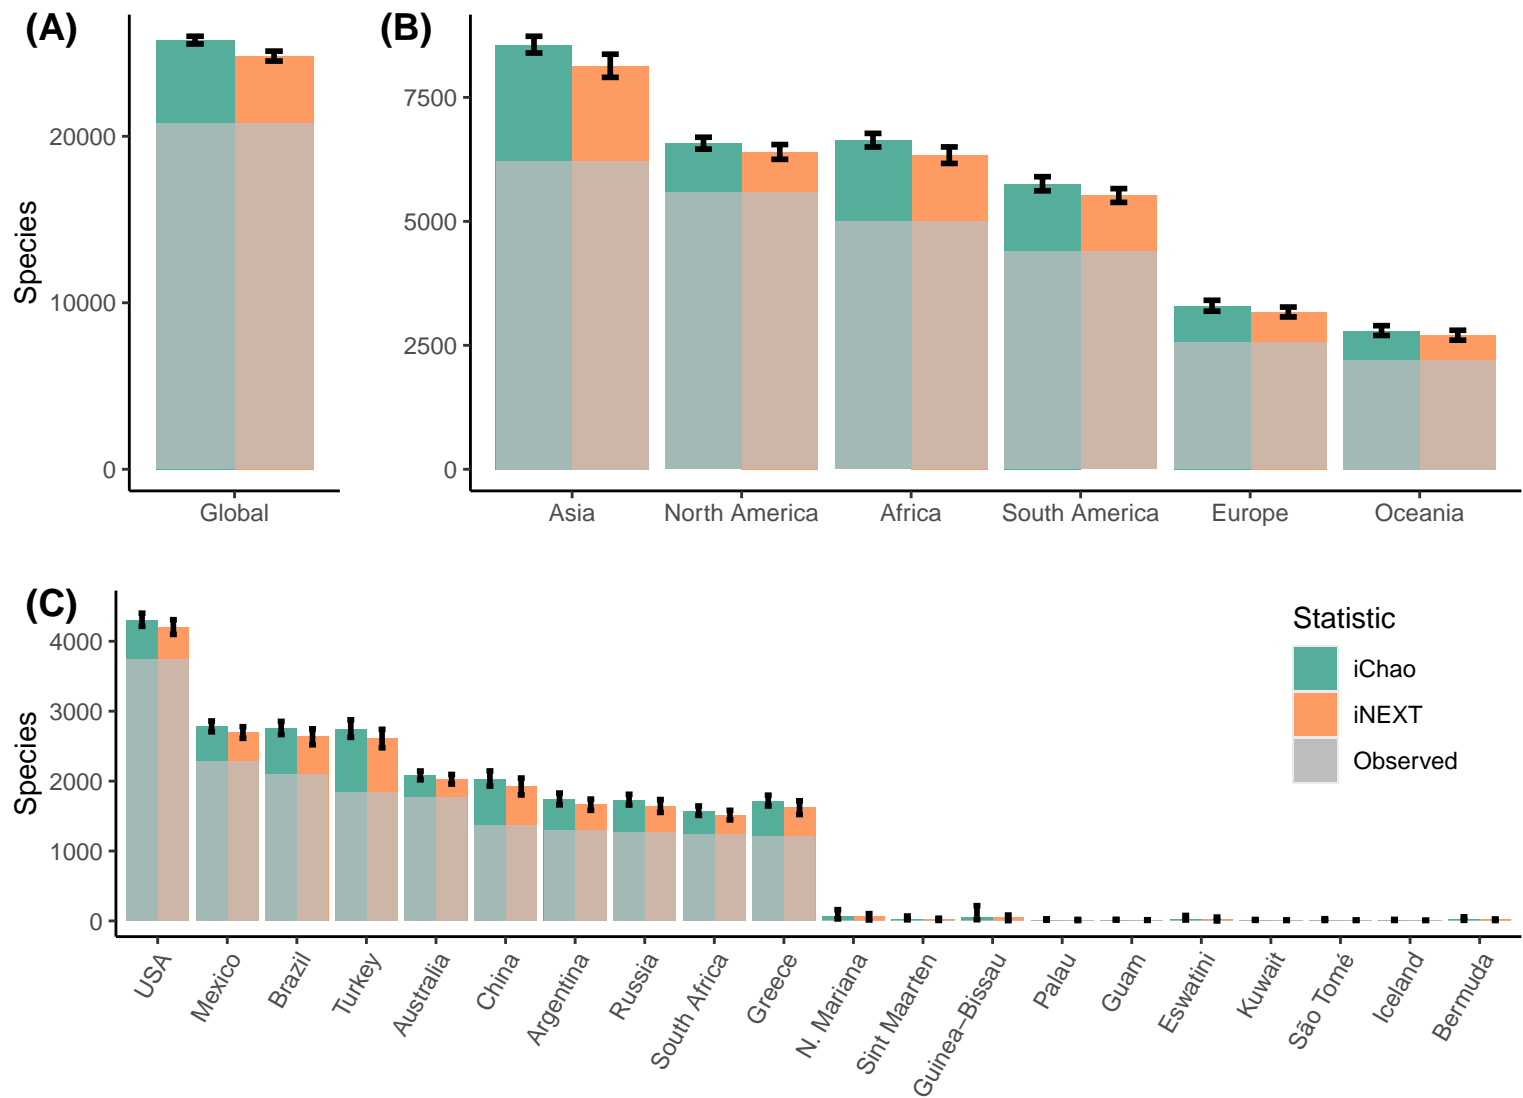 (A)
Species
20000
10000
0
Global
(B)
7500
5000
2500
0
Asia
North America
Africa
South America
Europe
Oceania
(C)
Species
4000
3000
2000
1000
0
USA
Mexico
Brazil
Turkey
Australia
China
Argentina
Russia
South Africa
Greece
N. Mariana
Sint Maarten
Guinea−Bissau
Palau
Guam
Eswatini
Kuwait
São Tomé
Iceland
Bermuda
Statistic
iChao
iNEXT
Observed